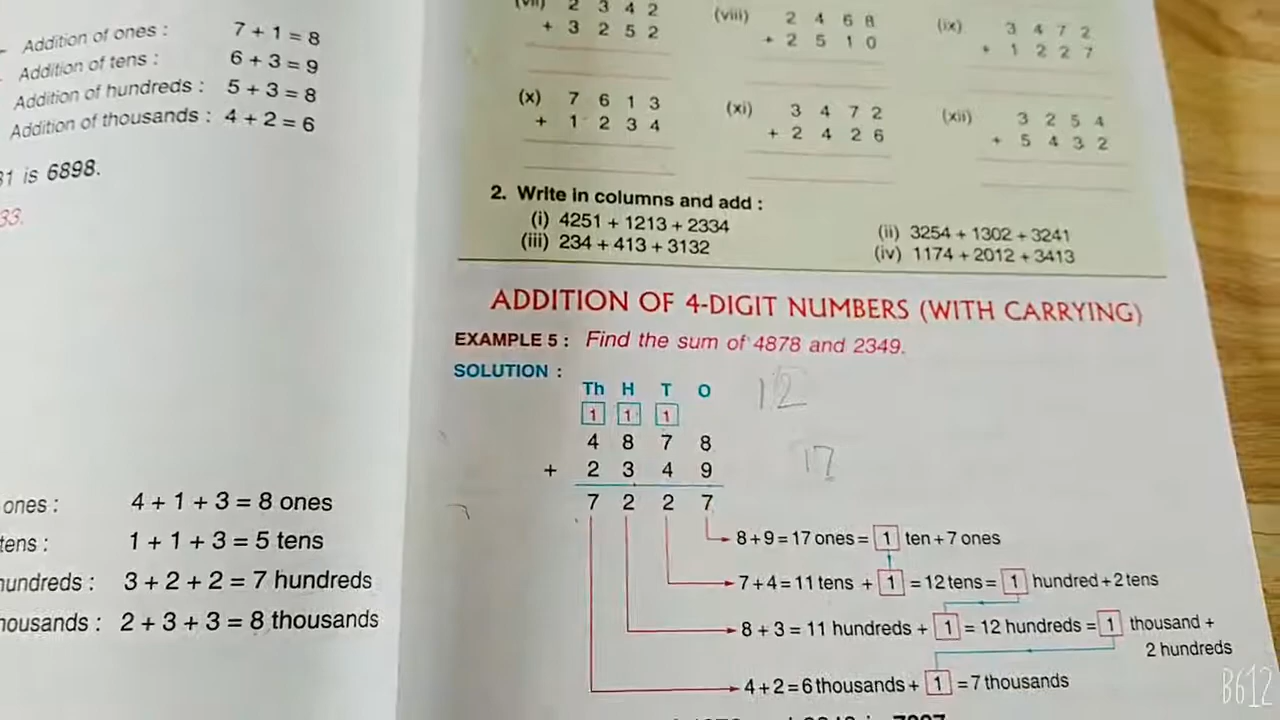 Addition of ones : 7 + 1 = 8
Addition of tens : 6 + 3 = 9
Addition of hundreds : 5 + 3 = 8
Addition of thousands : 4 + 2 = 6
31 is 6898.
33.
ones : 4 + 1 + 3 = 8 ones
tens : 1 + 1 + 3 = 5 tens
hundreds : 3 + 2 + 2 = 7 hundreds
housands : 2 + 3 + 3 = 8 thousands
(vii) 2 3 4 2
+ 3 2 5 2
(viii) 2 4 6 8
+ 2 5 1 0
(ix) 3 4 7 2
+ 1 2 2 7
(x) 7 6 1 3
+ 1 2 3 4
(xi) 3 4 7 2
+ 2 4 2 6
(xii) 3 2 5 4
+ 5 4 3 2
2. Write in columns and add :
(i) 4251 + 1213 + 2334 (ii) 3254 + 1302 + 3241
(iii) 234 + 413 + 3132 (iv) 1174 + 2012 + 3413
ADDITION OF 4-DIGIT NUMBERS (WITH CARRYING)
EXAMPLE 5 : Find the sum of 4878 and 2349.
SOLUTION :
Th H T O
1 1 1
4 8 7 8
+ 2 3 4 9
7 2 2 7
12
17
8 + 9 = 17 ones = 1 ten + 7 ones
7 + 4 = 11 tens + 1 = 12 tens = 1 hundred + 2 tens
8 + 3 = 11 hundreds + 1 = 12 hundreds = 1 thousand +
2 hundreds
4 + 2 = 6 thousands + 1 = 7 thousands
B612